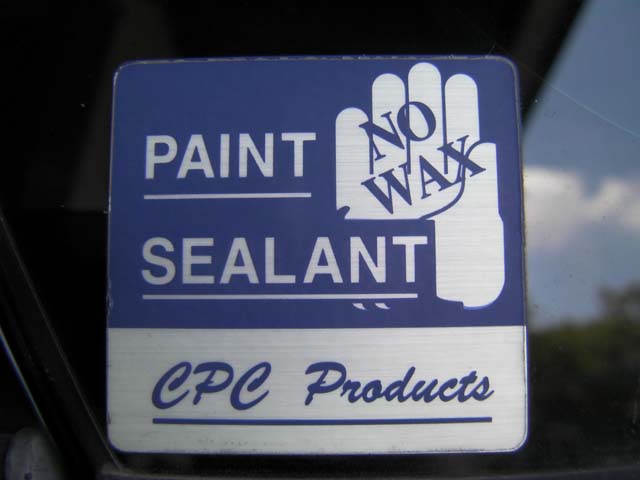 PAINT
SEALANT
NO
WAX
CPC Products